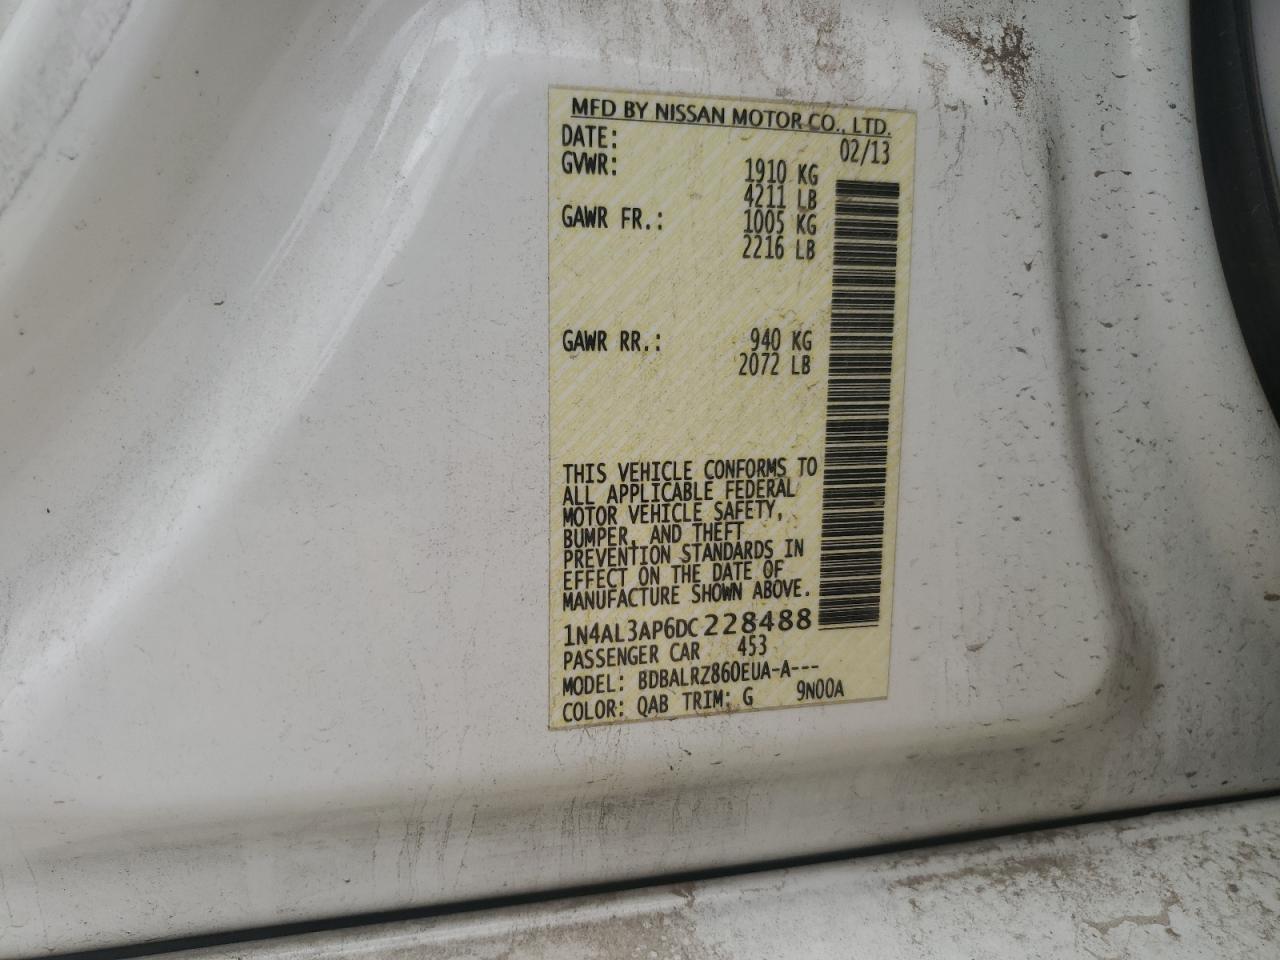 MFD BY NISSAN MOTOR CO., LTD.
DATE: 02/13
GVWR: 1910 KG
4211 LB
GAWR FR.: 1005 KG
2216 LB
GAWR RR.: 940 KG
2072 LB
THIS VEHICLE CONFORMS TO
ALL APPLICABLE FEDERAL
MOTOR VEHICLE SAFETY,
BUMPER, AND THEFT
PREVENTION STANDARDS IN
EFFECT ON THE DATE OF
MANUFACTURE SHOWN ABOVE.
1N4AL3AP6DC228488
PASSENGER CAR 453
MODEL: BDBALRZ860EUA-A---
COLOR: QAB TRIM: G 9N00A